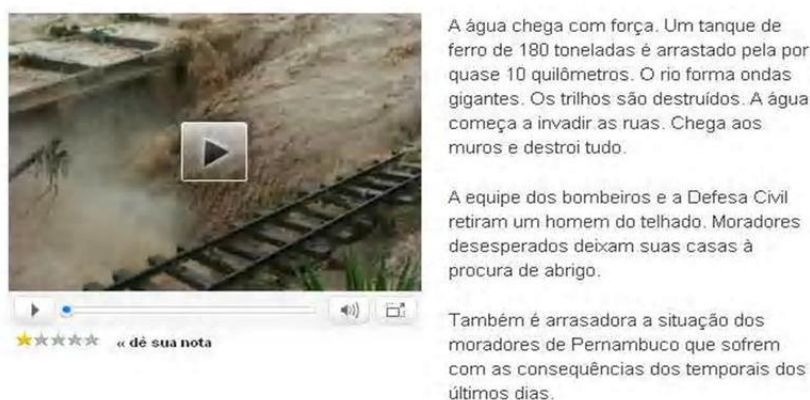 A água chega com força. Um tanque de
ferro de 180 toneladas é arrastado pela por
quase 10 quilômetros. O rio forma ondas
gigantes. Os trilhos são destruídos. A água
começa a invadir as ruas. Chega aos
muros e destroi tudo.
A equipe dos bombeiros e a Defesa Civil
retiram um homem do telhado. Moradores
desesperados deixam suas casas à
procura de abrigo.
Também é arrasadora a situação dos
moradores de Pernambuco que sofrem
com as consequências dos temporais dos
últimos dias.
« dê sua nota